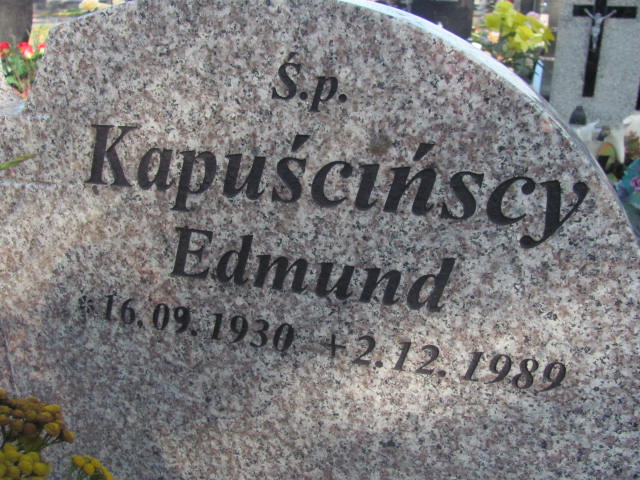 Ś.p.
Kapuścińscy
Edmund
* 16.09.1930 + 2.12.1989